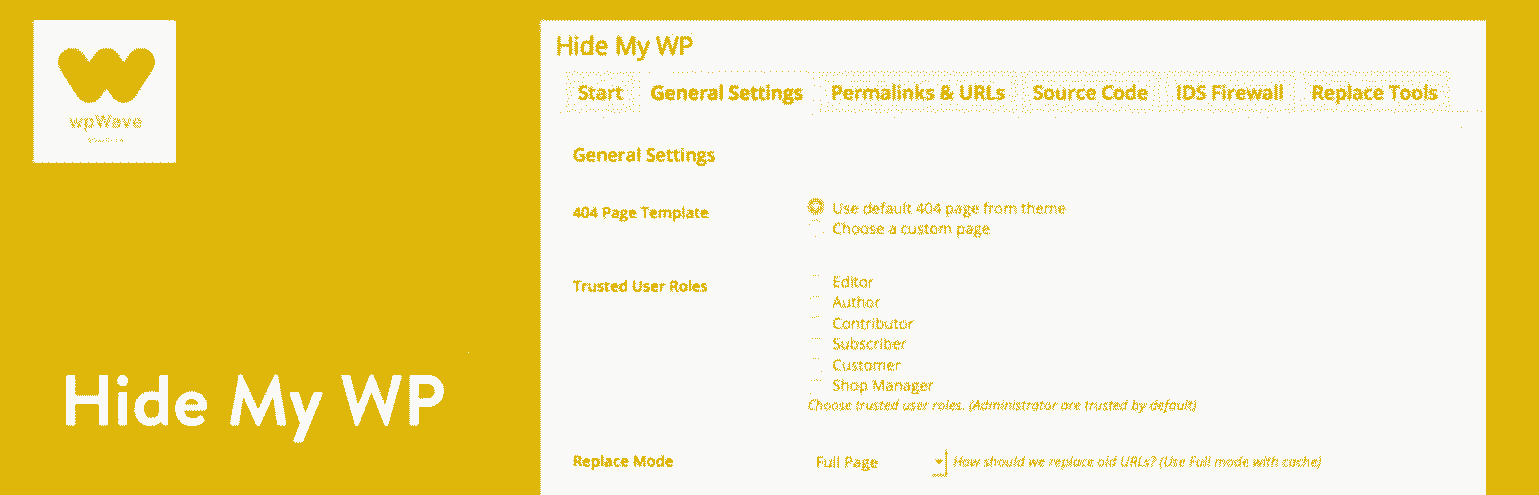 wpWave
Hide My WP
Hide My WP
Start General Settings Permalinks & URLs Source Code IDS Firewall Replace Tools
General Settings
404 Page Template
Use default 404 page from theme
Choose a custom page
Trusted User Roles
Editor
Author
Contributor
Subscriber
Customer
Shop Manager
Choose trusted user roles. (Administrator are trusted by default)
Replace Mode
Full Page
How should we replace old URLs? (Use Full mode with cache)